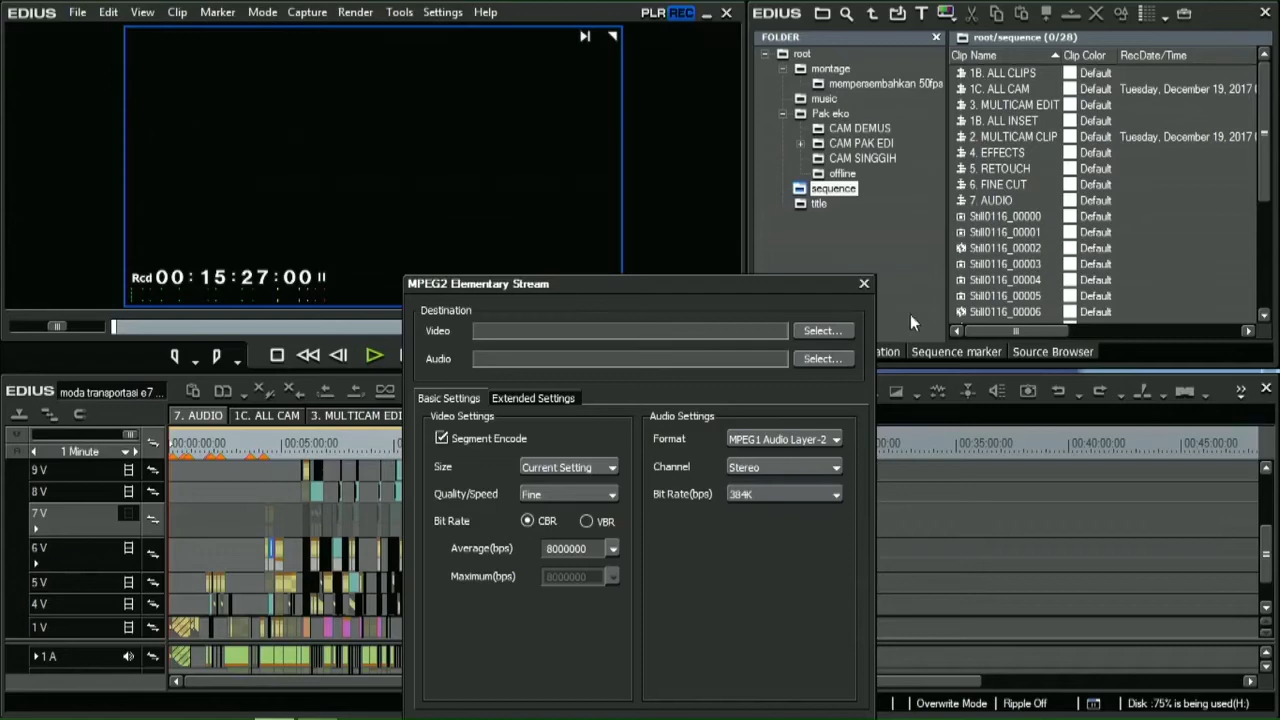 EDIUS File Edit View Clip Marker Mode Capture Render Tools Settings Help PLR REC
Rcd 00:15:27:00
EDIUS
FOLDER
root
montage
mempersembahkan 50fps
music
Pak eko
CAM DEMUS
CAM PAK EDI
CAM SINGGIH
offline
sequence
title
root/sequence (0/28)
Clip Name Clip Color RecDate/Time
1B. ALL CLIPS Default
1C. ALL CAM Default Tuesday, December 19, 2017
3. MULTICAM EDIT Default
1B. ALL INSET Default
2. MULTICAM CLIP Default Tuesday, December 19, 2017
4. EFFECTS Default
5. RETOUCH Default
6. FINE CUT Default
7. AUDIO Default
Still0116_00000 Default
Still0116_00001 Default
Still0116_00002 Default
Still0116_00003 Default
Still0116_00004 Default
Still0116_00005 Default
Still0116_00006 Default
ation Sequence marker Source Browser
MPEG2 Elementary Stream
Destination
Video Select...
Audio Select...
Basic Settings Extended Settings
Video Settings
Segment Encode
Size Current Setting
Quality/Speed Fine
Bit Rate CBR VBR
Average(bps) 8000000
Maximum(bps) 8000000
Audio Settings
Format MPEG1 Audio Layer-2
Channel Stereo
Bit Rate(bps) 384K
EDIUS moda transportasi e7 ...
7. AUDIO 1C. ALL CAM 3. MULTICAM EDI
00:00:00:00 00:05:00:00 00:35:00:00 00:40:00:00 00:45:00:00
1 Minute
9 V
8 V
7 V
6 V
5 V
4 V
1 V
1 A
Overwrite Mode Ripple Off Disk :75% is being used(H:)